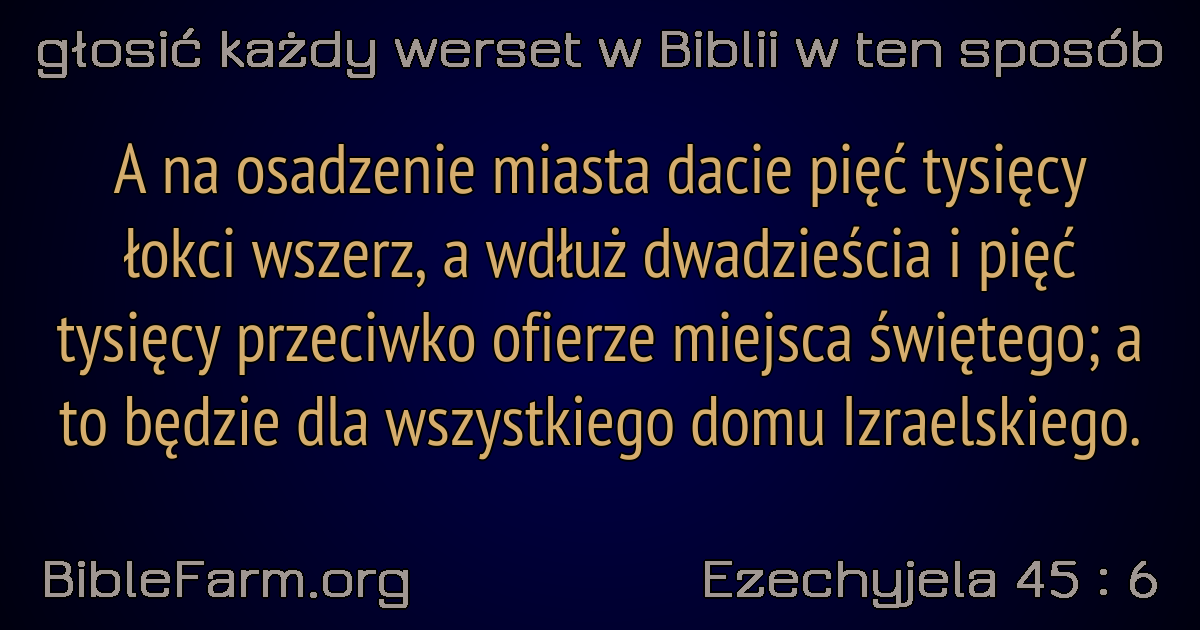 głosić każdy werset w Biblii w ten sposób
A na osadzenie miasta dacie pięć tysięcy
łokci wszerz, a wdłuż dwadzieścia i pięć
tysięcy przeciwko ofierze miejsca świętego; a
to będzie dla wszystkiego domu Izraelskiego.
BibleFarm.org
Ezechyjela 45 : 6